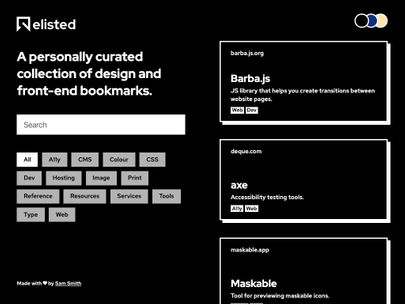 elisted
A personally curated
collection of design and
front-end bookmarks.
Search
All
A11y
CMS
Colour
CSS
Dev
Hosting
Image
Print
Reference
Resources
Services
Tools
Type
Web
Made with ♥ by Sam Smith
barba.js.org
Barba.js
JS library that helps you create transitions between
website pages.
Web Dev
deque.com
axe
Accessibility testing tools.
A11y Web
maskable.app
Maskable
Tool for previewing maskable icons.